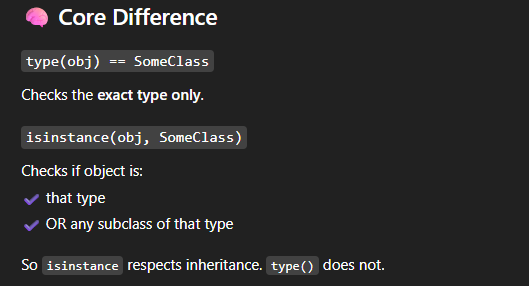 🧠 Core Difference
type(obj) == SomeClass
Checks the exact type only.
isinstance(obj, SomeClass)
Checks if object is:
✔ that type
✔ OR any subclass of that type
So isinstance respects inheritance. type() does not.